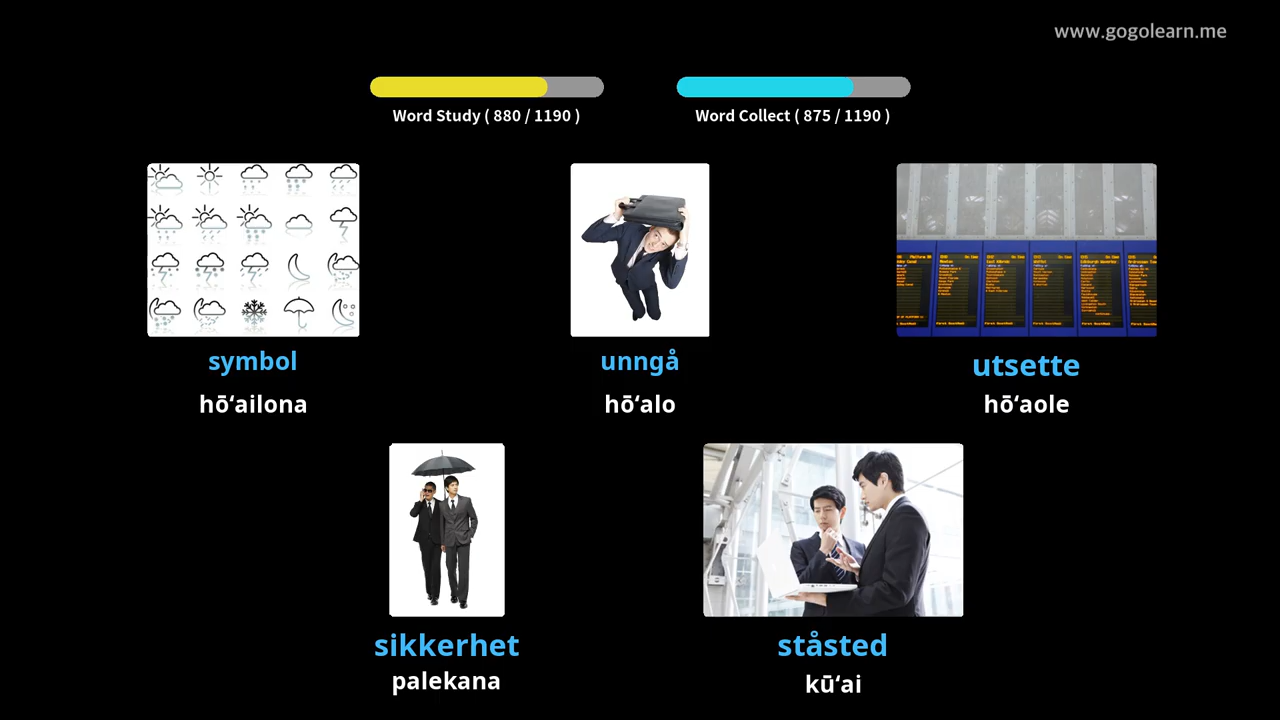 www.gogolearn.me
Word Study ( 880 / 1190 )
Word Collect ( 875 / 1190 )
symbol
hōʻailona
unngå
hōʻalo
utsette
hōʻaole
sikkerhet
palekana
ståsted
kūʻai